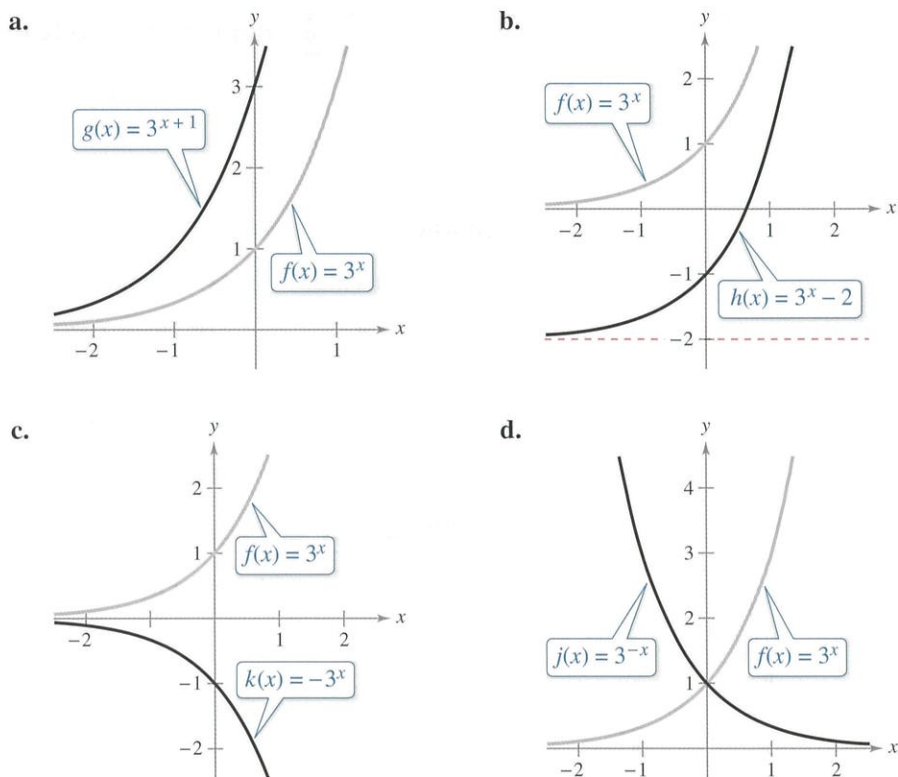 a.
y
3
2
1
g(x) = 3^{x + 1}
f(x) = 3^x
x
−2
−1
1
b.
y
2
1
f(x) = 3^x
x
−2
−1
1
2
−1
h(x) = 3^x − 2
−2
c.
y
2
1
f(x) = 3^x
x
−2
1
2
−1
k(x) = −3^x
−2
d.
y
4
3
2
j(x) = 3^{−x}
f(x) = 3^x
1
x
−2
−1
1
2